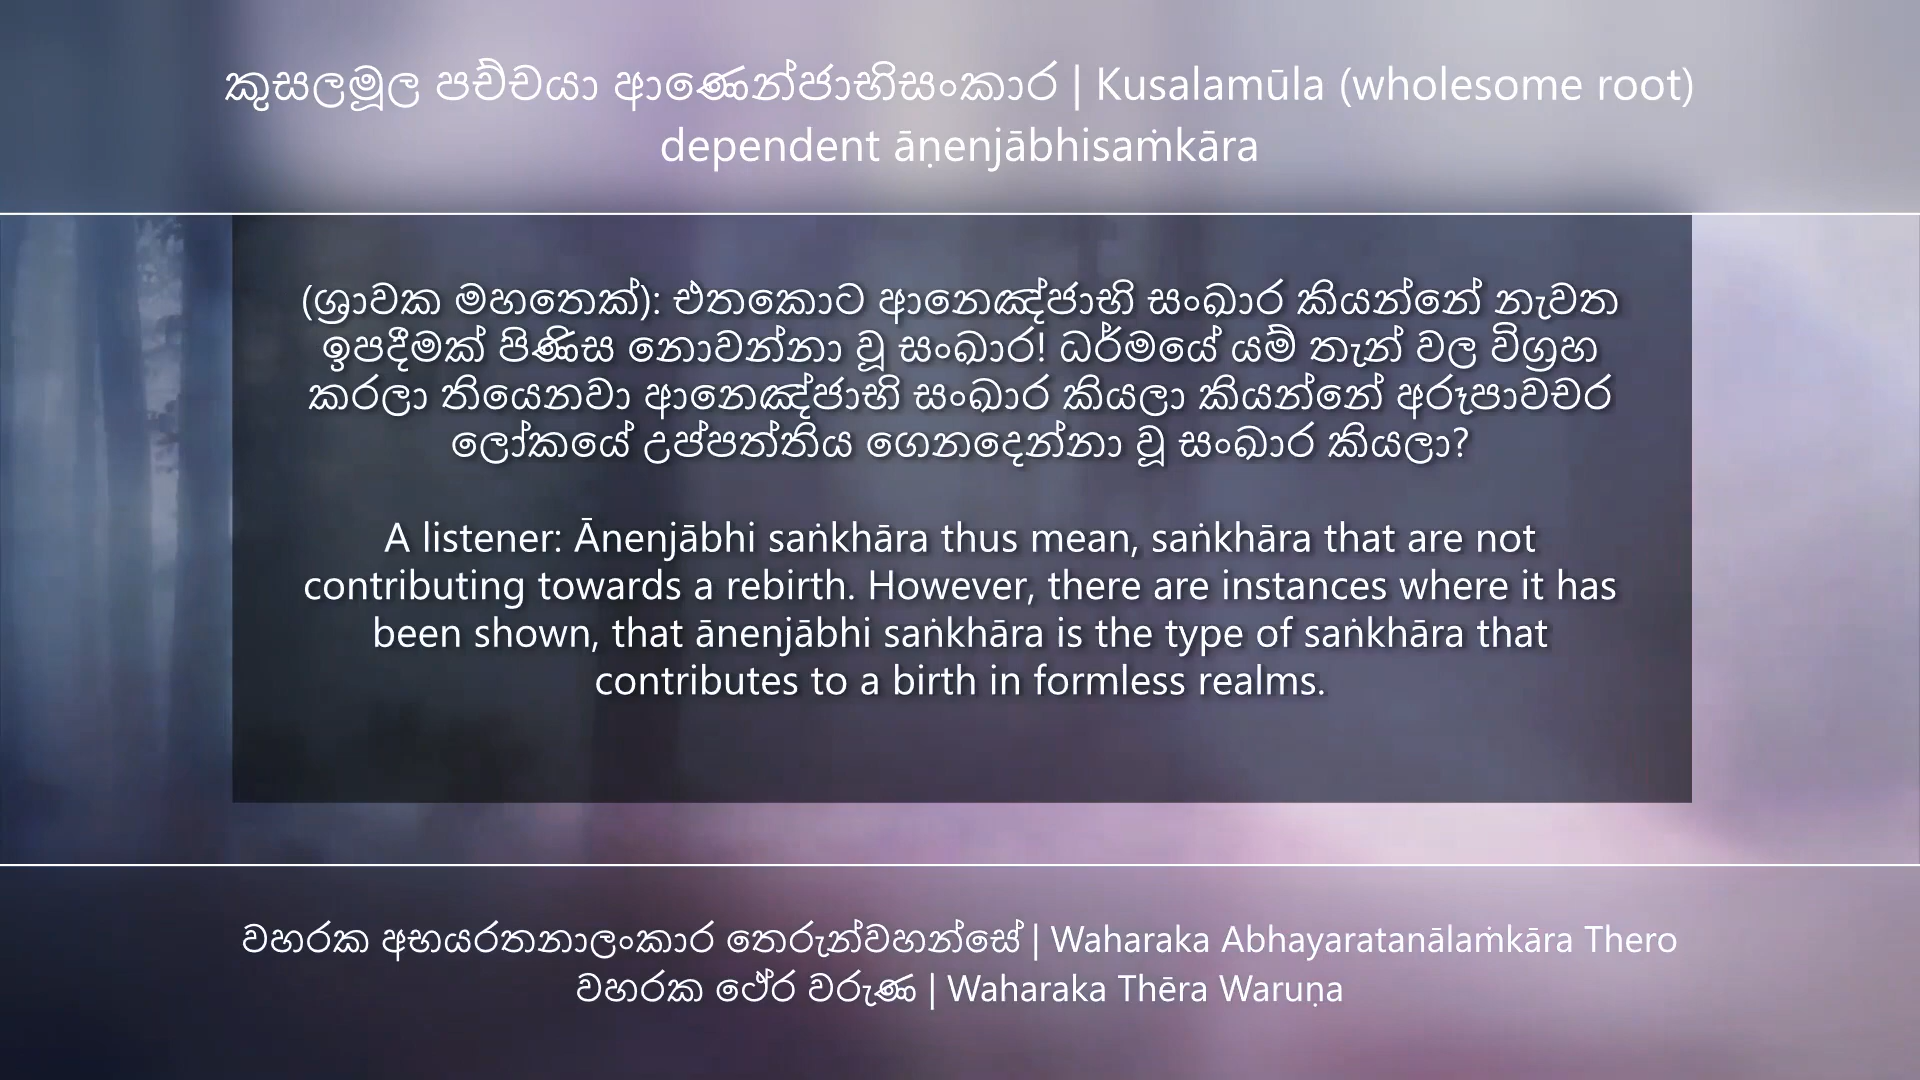 කුසලමූල පච්චයා ආණෙන්ජාභිසංකාර | Kusalamūla (wholesome root)
dependent āṇenjābhisaṁkāra
(ශ්‍රාවක මහතෙක්): එතකොට ආනෙඤ්ජාභි සංඛාර කියන්නේ නැවත
ඉපදීමක් පිණිස නොවන්නා වූ සංඛාර! ධර්මයේ යම් තැන් වල විග්‍රහ
කරලා තියෙනවා ආනෙඤ්ජාභි සංඛාර කියලා කියන්නේ අරූපාවචර
ලෝකයේ උප්පත්තිය ගෙනදෙන්නා වූ සංඛාර කියලා?
A listener: Ānenjābhi saṅkhāra thus mean, saṅkhāra that are not
contributing towards a rebirth. However, there are instances where it has
been shown, that ānenjābhi saṅkhāra is the type of saṅkhāra that
contributes to a birth in formless realms.
වහරක අභයරතනාලංකාර තෙරුන්වහන්සේ | Waharaka Abhayaratanālaṁkāra Thero
වහරක ථේර වරුණ | Waharaka Thēra Waruṇa